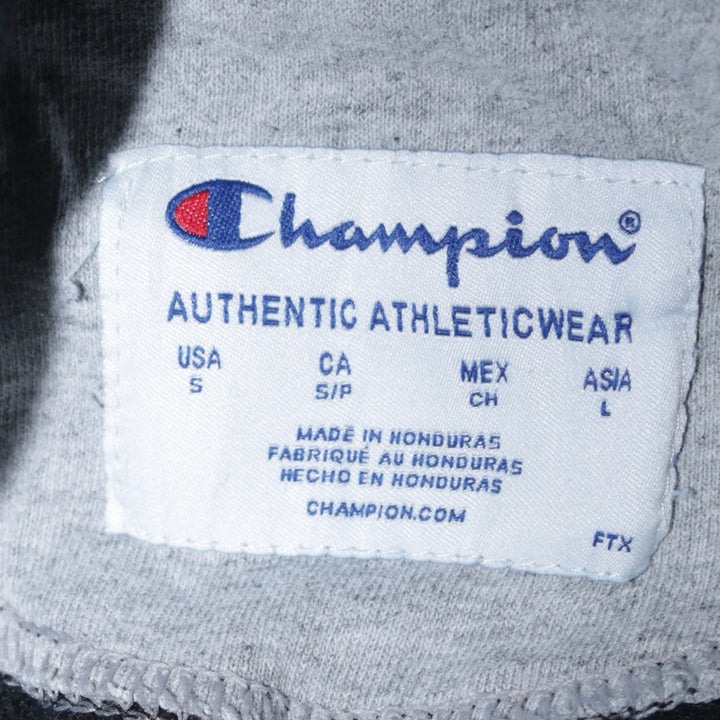 Champion®
AUTHENTIC ATHLETICWEAR
USA CA MEX ASIA
S S/P CH L
MADE IN HONDURAS
FABRIQUÉ AU HONDURAS
HECHO EN HONDURAS
CHAMPION.COM
FTX